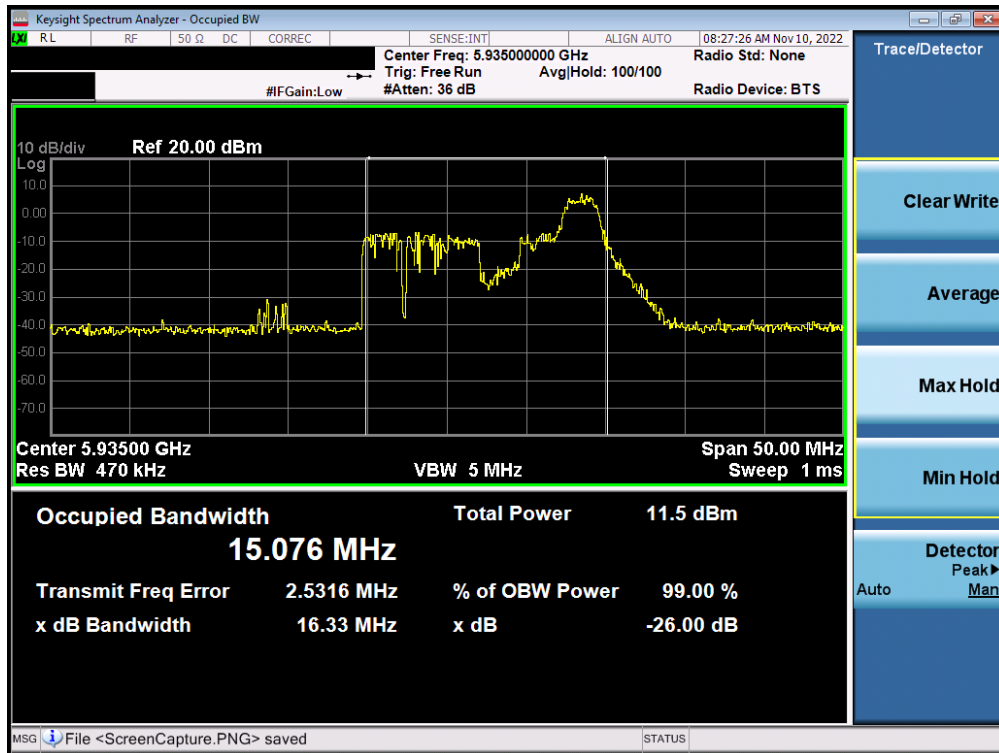 Keysight Spectrum Analyzer - Occupied BW
LXI RL RF 50 Ω DC CORREC SENSE:INT ALIGN AUTO 08:27:26 AM Nov 10, 2022
Center Freq: 5.935000000 GHz Radio Std: None
Trig: Free Run Avg|Hold: 100/100
#IFGain:Low #Atten: 36 dB Radio Device: BTS
10 dB/div Ref 20.00 dBm
Log
10.0
0.00
-10.0
-20.0
-30.0
-40.0
-50.0
-60.0
-70.0
Center 5.93500 GHz Span 50.00 MHz
Res BW 470 kHz VBW 5 MHz Sweep 1 ms
Occupied Bandwidth Total Power 11.5 dBm
15.076 MHz
Transmit Freq Error 2.5316 MHz % of OBW Power 99.00 %
x dB Bandwidth 16.33 MHz x dB -26.00 dB
Trace/Detector
Clear Write
Average
Max Hold
Min Hold
Detector
Peak▶
Auto Man
MSG File <ScreenCapture.PNG> saved STATUS